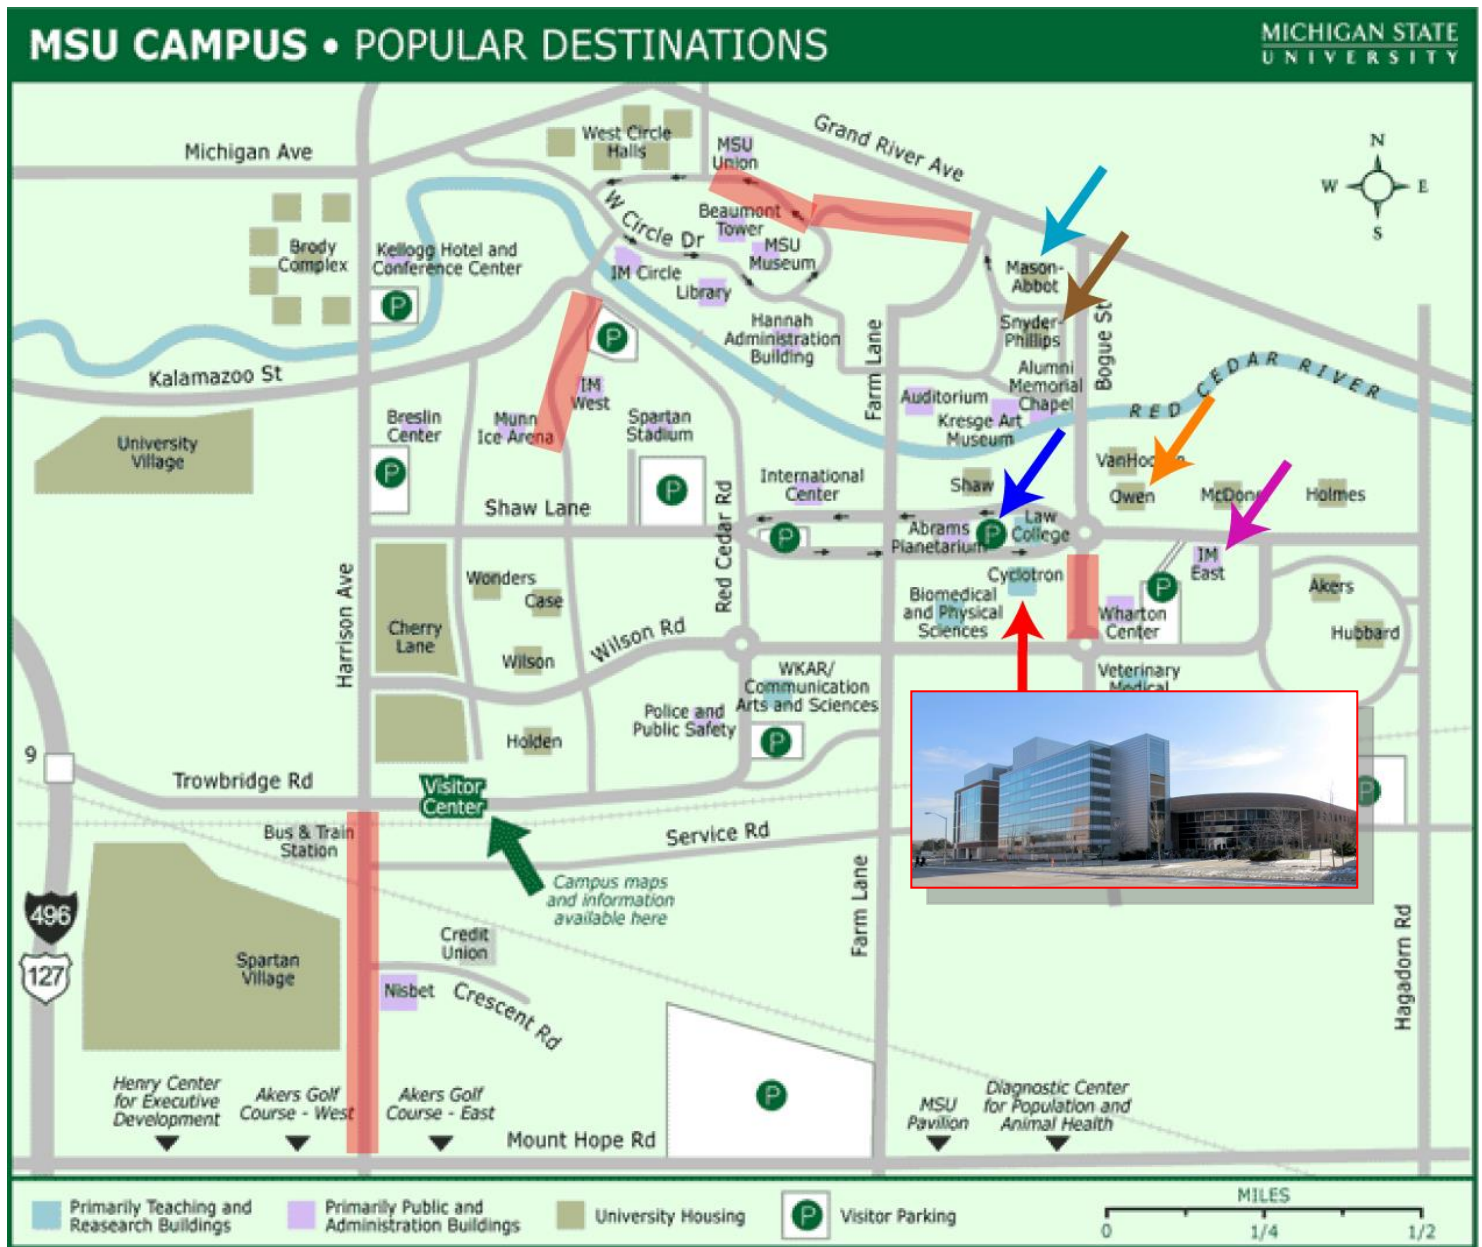 MSU CAMPUS • POPULAR DESTINATIONS
MICHIGAN STATE
UNIVERSITY
Michigan Ave
West Circle
Halls
MSU
Union
Grand River Ave
N
W
E
S
Brody
Complex
Kellogg Hotel and
Conference Center
P
W Circle Dr
Beaumont
Tower
MSU
Museum
IM Circle
Library
Hannah
Administration
Building
Mason-
Abbot
Snyder-
Phillips
Bogue St
Farm Lane
Alumni
Memorial
Chapel
Auditorium
Kresge Art
Museum
RED CEDAR RIVER
Kalamazoo St
P
IM
West
Munn
Ice Arena
Breslin
Center
P
Spartan
Stadium
P
University
Village
Shaw Lane
International
Center
P
Red Cedar Rd
Shaw
Abrams
Planetarium
P
Law
College
Owen
Holmes
Cyclotron
Biomedical
and Physical
Sciences
IM
East
P
Wharton
Center
Akers
Hubbard
Veterinary
Medical
Harrison Ave
Cherry
Lane
Wonders
Case
Wilson
Wilson Rd
Holden
WKAR/
Communication
Arts and Sciences
Police and
Public Safety
P
P
9
Trowbridge Rd
Visitor
Center
Bus & Train
Station
Service Rd
Campus maps
and information
available here
496
127
Spartan
Village
Credit
Union
Nisbet
Crescent Rd
Farm Lane
Hagadorn Rd
P
Henry Center
for Executive
Development
Akers Golf
Course - West
Akers Golf
Course - East
Mount Hope Rd
MSU
Pavilion
Diagnostic Center
for Population and
Animal Health
Primarily Teaching and
Reasearch Buildings
Primarily Public and
Administration Buildings
University Housing
P
Visitor Parking
MILES
0
1/4
1/2